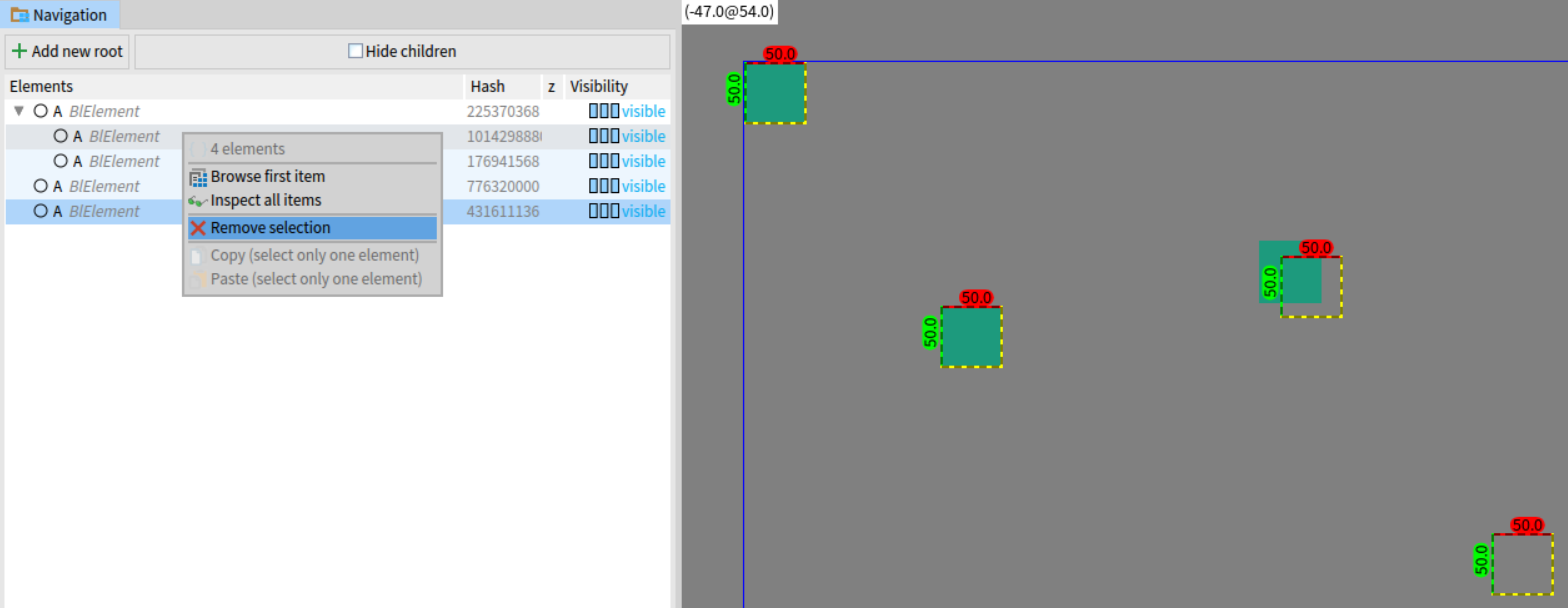 Navigation
(-47.0@54.0)
Add new root
Hide children
Elements Hash z Visibility
A BlElement 225370368 visible
A BlElement 1014298880 visible
A BlElement 176941568 visible
A BlElement 776320000 visible
A BlElement 431611136 visible
4 elements
Browse first item
Inspect all items
Remove selection
Copy (select only one element)
Paste (select only one element)
50.0
50.0
50.0
50.0
50.0
50.0
50.0
50.0